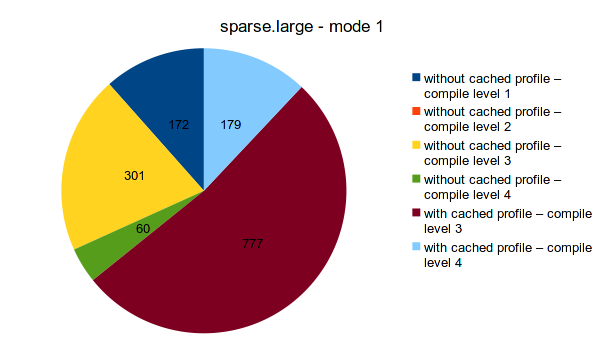 sparse.large - mode 1
172
179
301
60
777
without cached profile –
compile level 1
without cached profile –
compile level 2
without cached profile –
compile level 3
without cached profile –
compile level 4
with cached profile – compile
level 3
with cached profile – compile
level 4